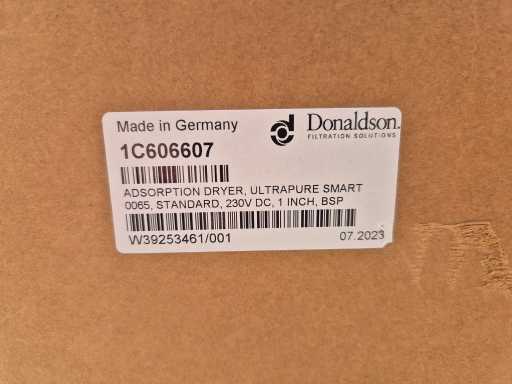 Made in Germany
Donaldson.
FILTRATION SOLUTIONS
1C606607
ADSORPTION DRYER, ULTRAPURE SMART
0065, STANDARD, 230V DC, 1 INCH, BSP
W39253461/001
07.2023